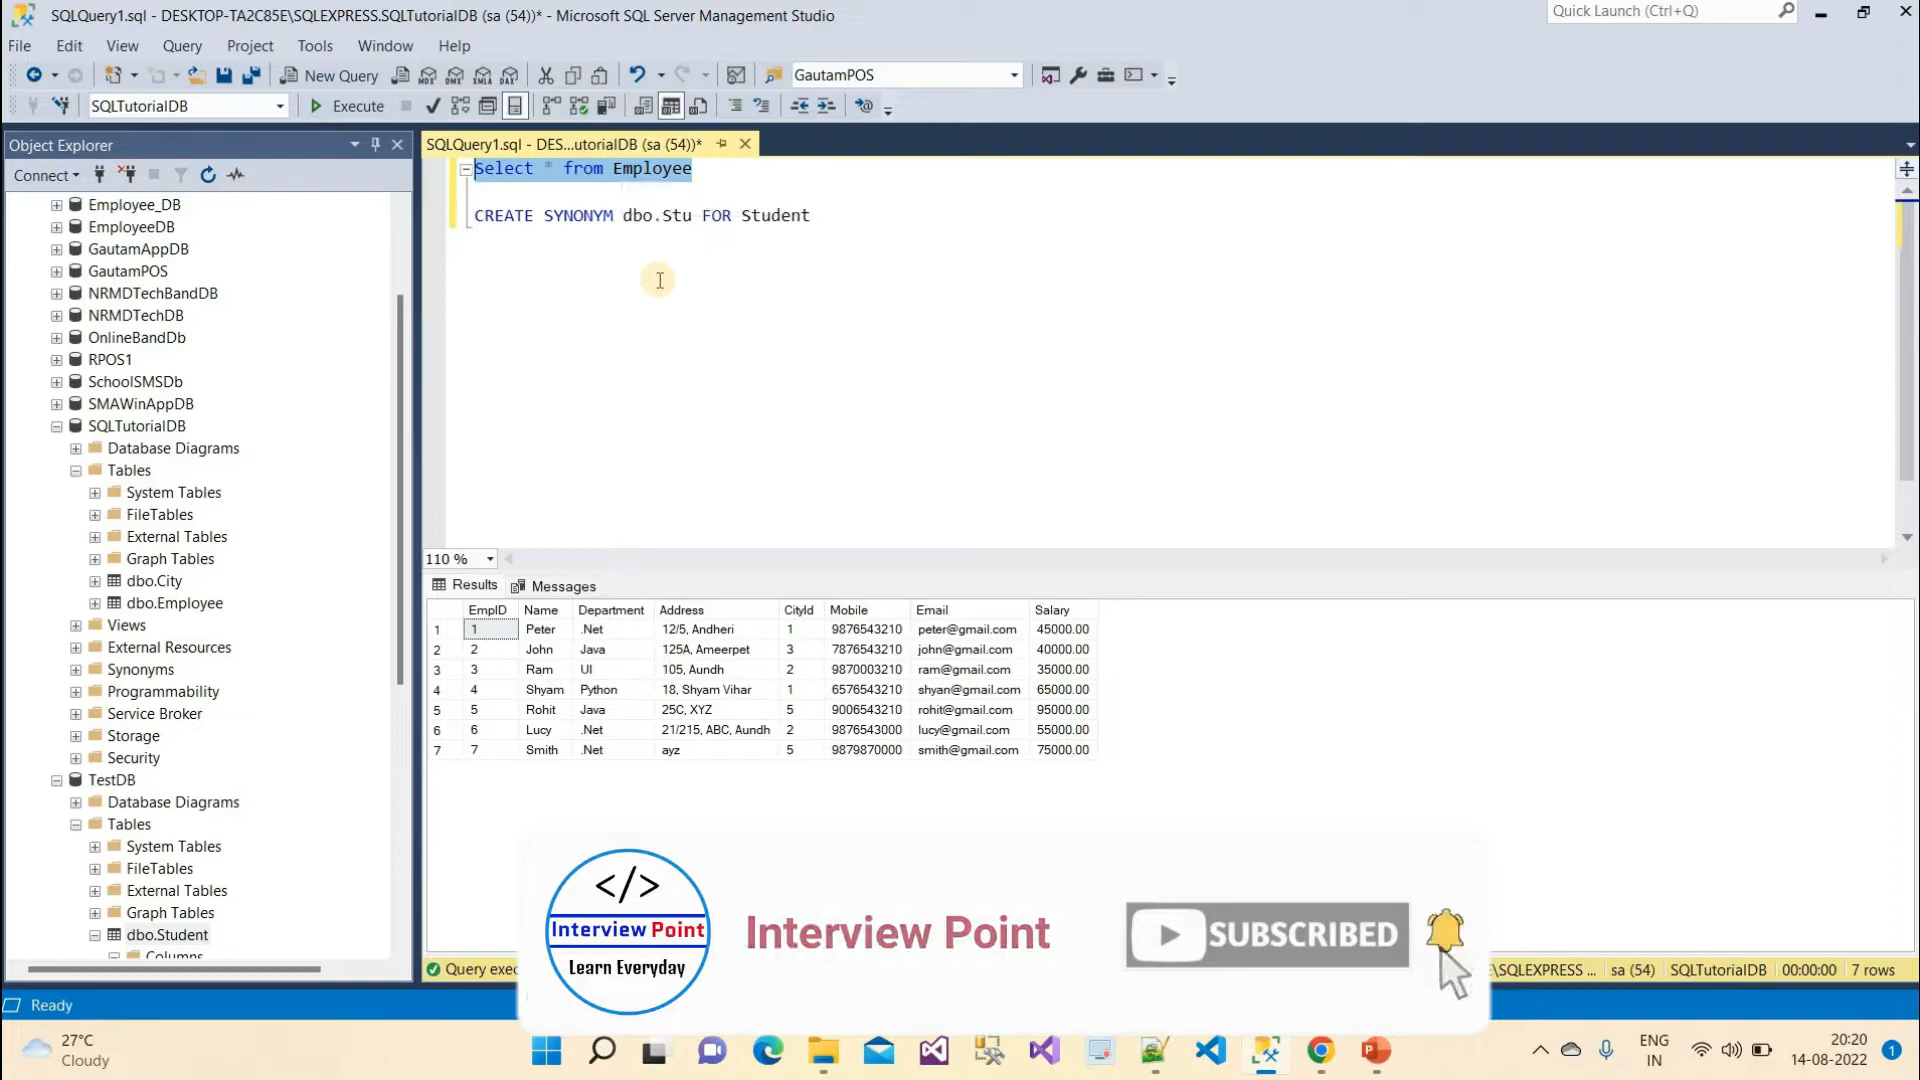 SQLQuery1.sql - DESKTOP-TA2C85E\SQLEXPRESS.SQLTutorialDB (sa (54))* - Microsoft SQL Server Management Studio
Quick Launch (Ctrl+Q)
File Edit View Query Project Tools Window Help
New Query MDX DMX XMLA DAX GautamPOS
SQLTutorialDB Execute
Object Explorer
SQLQuery1.sql - DES...utorialDB (sa (54))*
Connect
Employee_DB
EmployeeDB
GautamAppDB
GautamPOS
NRMDTechBandDB
NRMDTechDB
OnlineBandDb
RPOS1
SchoolSMSDb
SMAWinAppDB
SQLTutorialDB
Database Diagrams
Tables
System Tables
FileTables
External Tables
Graph Tables
dbo.City
dbo.Employee
Views
External Resources
Synonyms
Programmability
Service Broker
Storage
Security
TestDB
Database Diagrams
Tables
System Tables
FileTables
External Tables
Graph Tables
dbo.Student
Columns
Select * from Employee
CREATE SYNONYM dbo.Stu FOR Student
110 %
Results Messages
EmpID Name Department Address CityId Mobile Email Salary
1 1 Peter .Net 12/5, Andheri 1 9876543210 peter@gmail.com 45000.00
2 2 John Java 125A, Ameerpet 3 7876543210 john@gmail.com 40000.00
3 3 Ram UI 105, Aundh 2 9870003210 ram@gmail.com 35000.00
4 4 Shyam Python 18, Shyam Vihar 1 6576543210 shyan@gmail.com 65000.00
5 5 Rohit Java 25C, XYZ 5 9006543210 rohit@gmail.com 95000.00
6 6 Lucy .Net 21/215, ABC, Aundh 2 9876543000 lucy@gmail.com 55000.00
7 7 Smith .Net ayz 5 9879870000 smith@gmail.com 75000.00
</>
Interview Point
Learn Everyday
Interview Point
SUBSCRIBED
Query exec
\SQLEXPRESS ... sa (54) SQLTutorialDB 00:00:00 7 rows
Ready
27°C
Cloudy
ENG
IN
20:20
14-08-2022
1